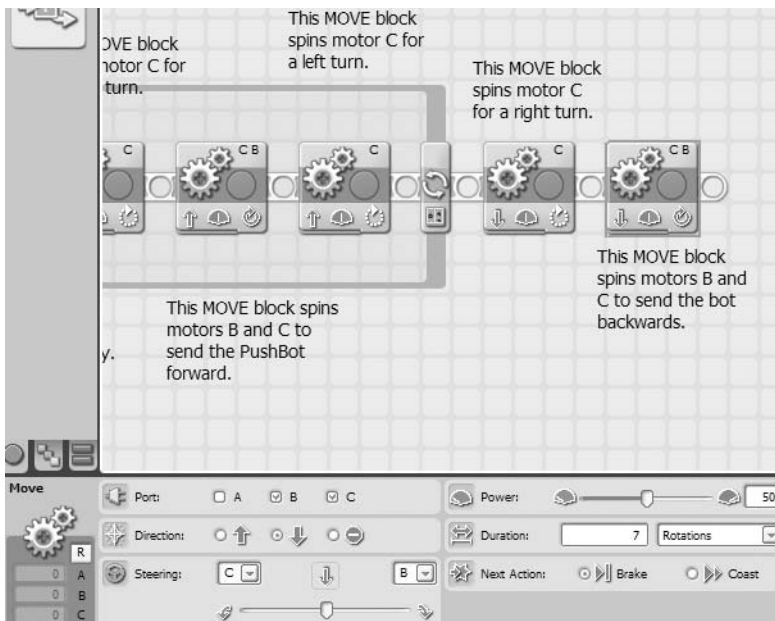 This MOVE block
spins motor C for
a left turn.
OVE block
motor C for
turn.
This MOVE block
spins motor C
for a right turn.
C
C B
C
C
C B
This MOVE block
spins motors B and
C to send the bot
backwards.
This MOVE block spins
motors B and C to
send the PushBot
forward.
y.
Move
R
0 A
0 B
0 C
Port: A B C
Direction:
Steering: C B
Power: 50
Duration: 7 Rotations
Next Action: Brake Coast